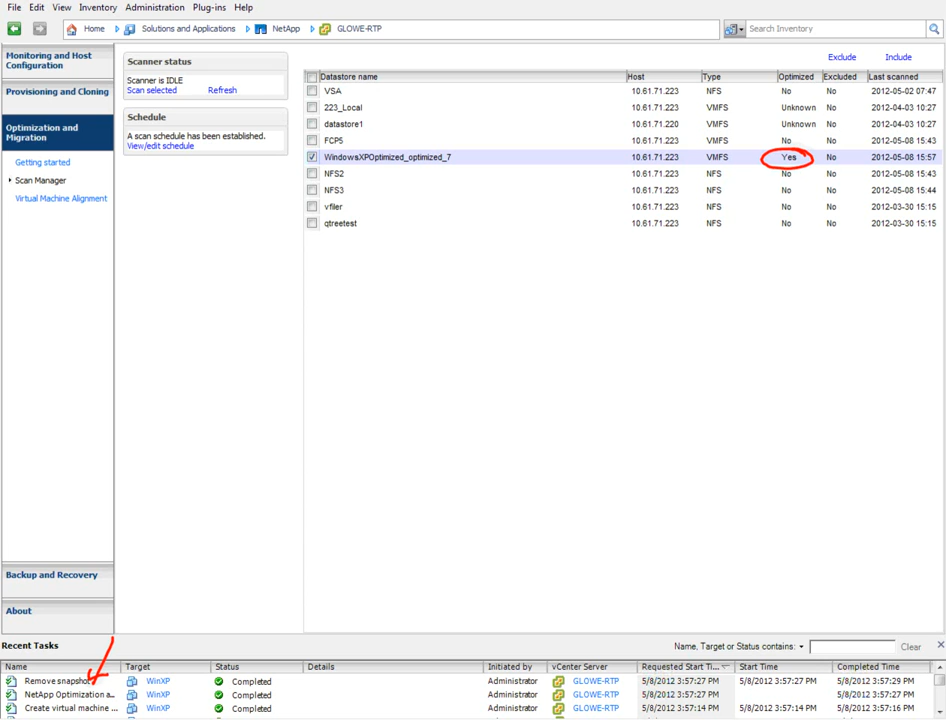 File Edit View Inventory Administration Plug-ins Help
Home Solutions and Applications NetApp GLOWE-RTP Search Inventory
Monitoring and Host
Configuration
Provisioning and Cloning
Optimization and
Migration
Getting started
Scan Manager
Virtual Machine Alignment
Backup and Recovery
About
Scanner status
Scanner is IDLE
Scan selected Refresh
Schedule
A scan schedule has been established.
View/edit schedule
Exclude Include
Datastore name Host Type Optimized Excluded Last scanned
VSA 10.61.71.223 NFS No No 2012-05-02 07:47
223_Local 10.61.71.223 VMFS Unknown No 2012-04-03 10:27
datastore1 10.61.71.220 VMFS Unknown No 2012-04-03 10:27
FCP5 10.61.71.223 VMFS No No 2012-05-08 15:43
WindowsXPOptimized_optimized_7 10.61.71.223 VMFS Yes No 2012-05-08 15:57
NFS2 10.61.71.223 NFS No No 2012-05-08 15:43
NFS3 10.61.71.223 NFS No No 2012-05-08 15:44
vfiler 10.61.71.223 NFS No No 2012-03-30 15:15
qtreetest 10.61.71.223 NFS No No 2012-03-30 15:15
Recent Tasks Name, Target or Status contains: Clear
Name Target Status Details Initiated by vCenter Server Requested Start Ti... Start Time Completed Time
Remove snapshot WinXP Completed Administrator GLOWE-RTP 5/8/2012 3:57:27 PM 5/8/2012 3:57:27 PM 5/8/2012 3:57:29 PM
NetApp Optimization a... WinXP Completed Administrator GLOWE-RTP 5/8/2012 3:57:27 PM 5/8/2012 3:57:27 PM
Create virtual machine ... WinXP Completed Administrator GLOWE-RTP 5/8/2012 3:57:14 PM 5/8/2012 3:57:14 PM 5/8/2012 3:57:16 PM